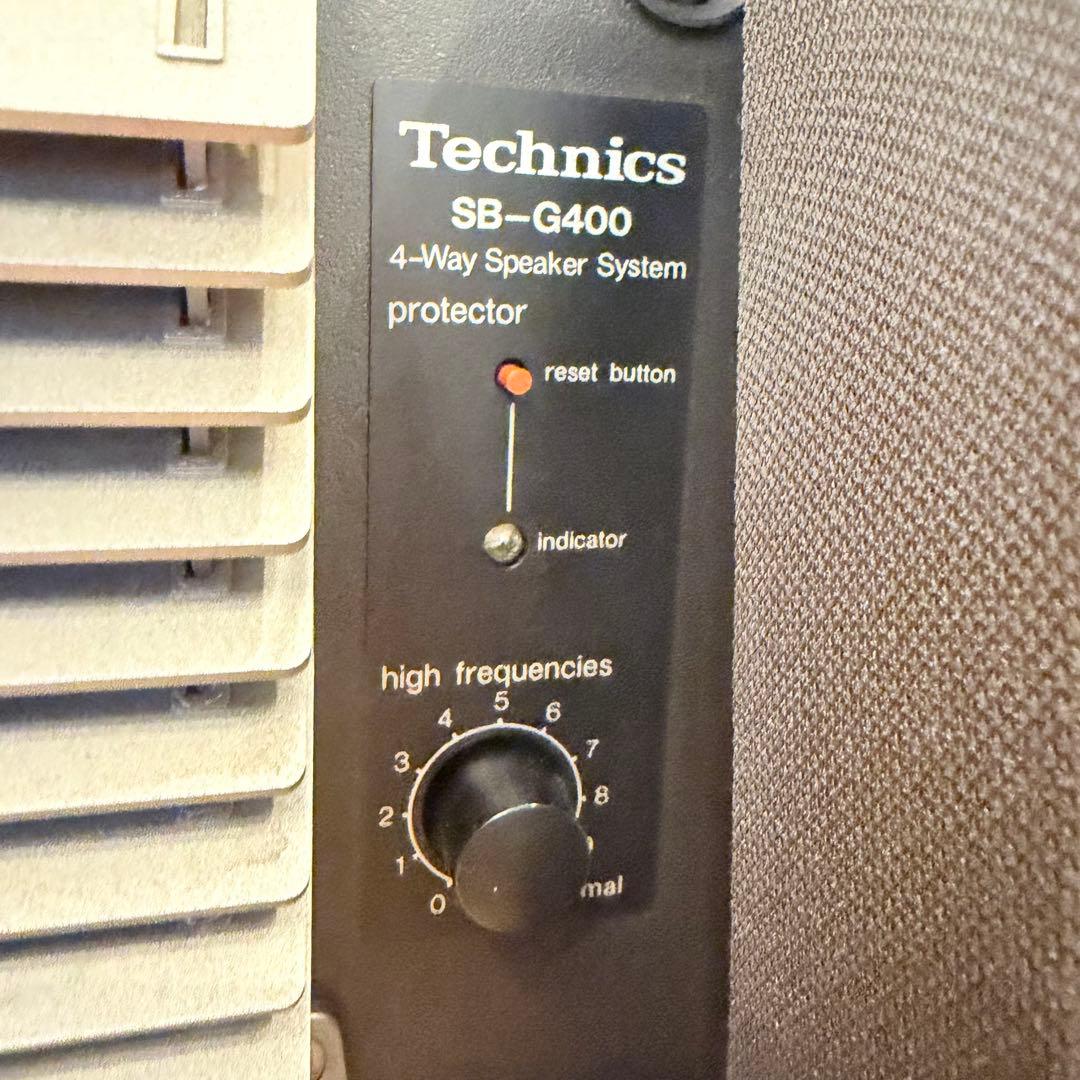 Technics
SB-G400
4-Way Speaker System
protector
reset button
indicator
high frequencies
5
4 6
3 7
2 8
1
0 mal